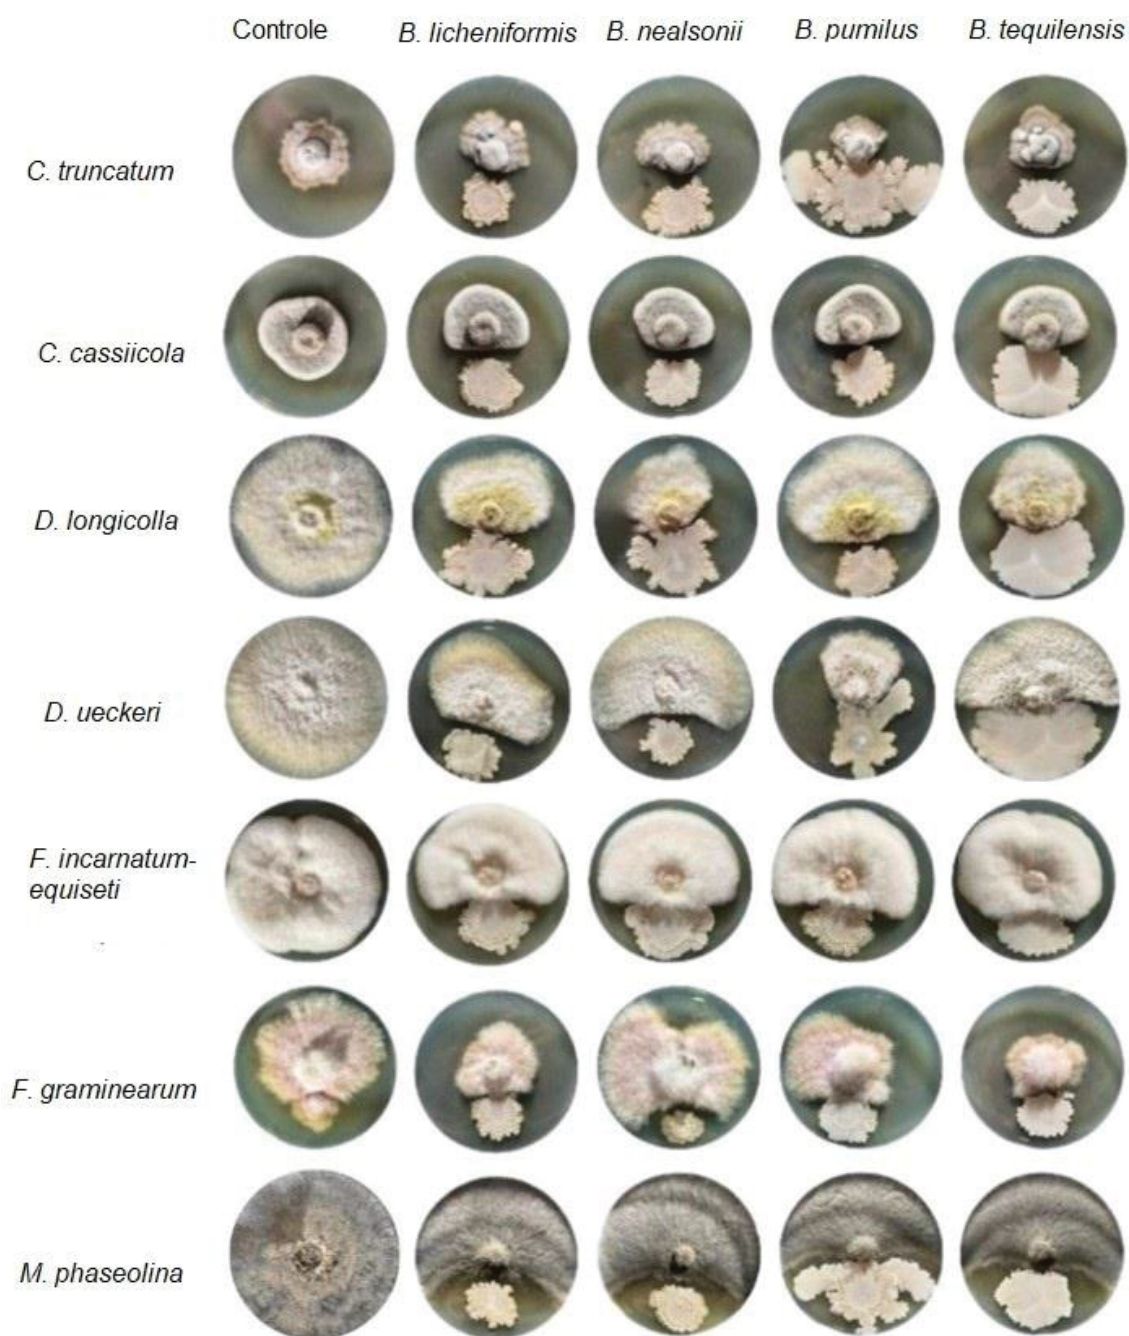 Controle B. licheniformis B. nealsonii B. pumilus B. tequilensis
C. truncatum
C. cassiicola
D. longicolla
D. ueckeri
F. incarnatum-
equiseti
F. graminearum
M. phaseolina